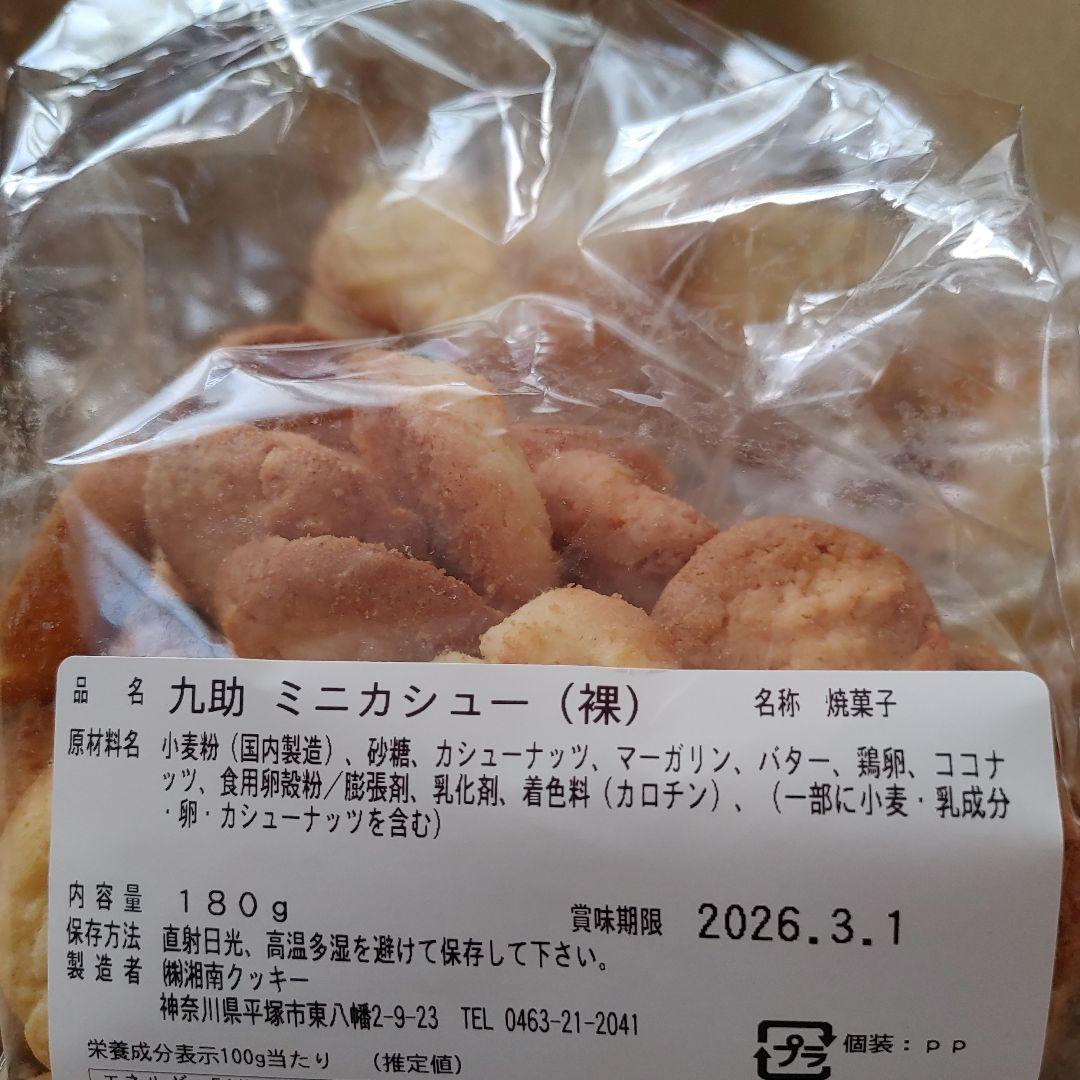 品 名 九助 ミニカシュー（裸） 名称 焼菓子
原材料名 小麦粉（国内製造）、砂糖、カシューナッツ、マーガリン、バター、鶏卵、ココナ
ッツ、食用卵殻粉／膨張剤、乳化剤、着色料（カロチン）、（一部に小麦・乳成分
・卵・カシューナッツを含む）
内容量 １８０ｇ 賞味期限 2026.3.1
保存方法 直射日光、高温多湿を避けて保存して下さい。
製造者 ㈱湘南クッキー
神奈川県平塚市東八幡2-9-23 TEL 0463-21-2041
プラ 個装：ＰＰ
栄養成分表示100g当たり （推定値）